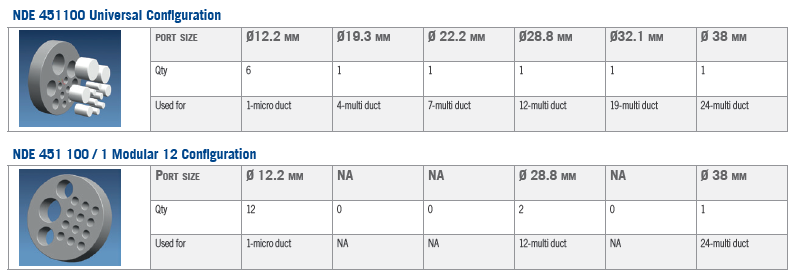 NDE 451100 Universal Configuration
PORT SIZE Ø12.2 MM Ø19.3 MM Ø 22.2 MM Ø28.8 MM Ø32.1 MM Ø 38 MM
Qty 6 1 1 1 1 1
Used for 1-micro duct 4-multi duct 7-multi duct 12-multi duct 19-multi duct 24-multi duct
NDE 451 100 / 1 Modular 12 Configuration
PORT SIZE Ø 12.2 MM NA NA Ø 28.8 MM NA Ø 38 MM
Qty 12 0 0 2 0 1
Used for 1-micro duct NA NA 12-multi duct NA 24-multi duct